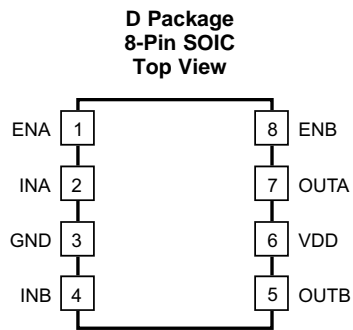 D Package
8-Pin SOIC
Top View
ENA 1 8 ENB
INA 2 7 OUTA
GND 3 6 VDD
INB 4 5 OUTB